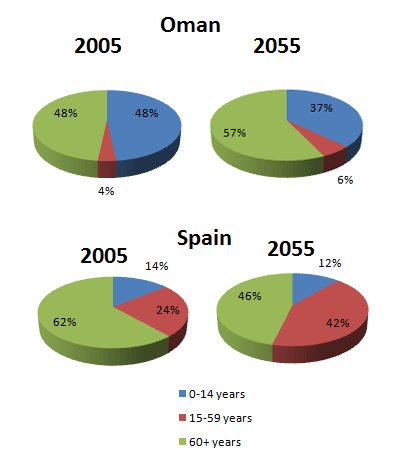 Oman
2005 2055
48% 48% 4%
37% 57% 6%
Spain
2005 2055
14% 24% 62%
12% 46% 42%
0-14 years
15-59 years
60+ years